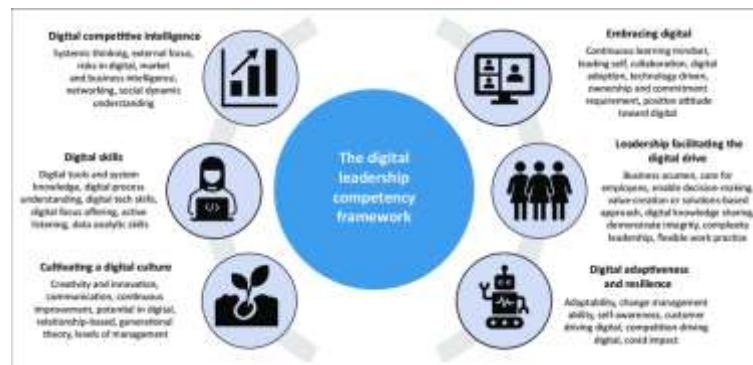 Digital competitive intelligence
Systemic thinking, external focus,
risks in digital, market
and business intelligence,
networking, social dynamic
understanding
Digital skills
Digital tools and system
knowledge, digital process
understanding, digital tech skills,
digital focus offering, active
listening, data analytic skills
Cultivating a digital culture
Creativity and innovation,
communication, continuous
improvement, potential in digital,
relationship-based, generational
theory, levels of management
The digital
leadership
competency
framework
Embracing digital
Continuous learning mindset,
leading self, collaboration, digital
adoption, technology driven,
ownership and commitment
requirement, positive attitude
toward digital
Leadership facilitating the
digital drive
Business acumen, care for
employees, enable decision-making,
value creation or solutions-based
approach, digital knowledge sharing,
demonstrate integrity, complexity
leadership, flexible work practice
Digital adaptiveness
and resilience
Adaptability, change management
ability, self-awareness, customer
driving digital, competition driving
digital, covid impact